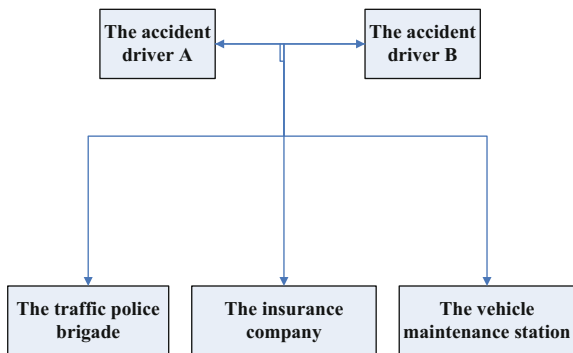 The accident
driver A
The accident
driver B
The traffic police
brigade
The insurance
company
The vehicle
maintenance station